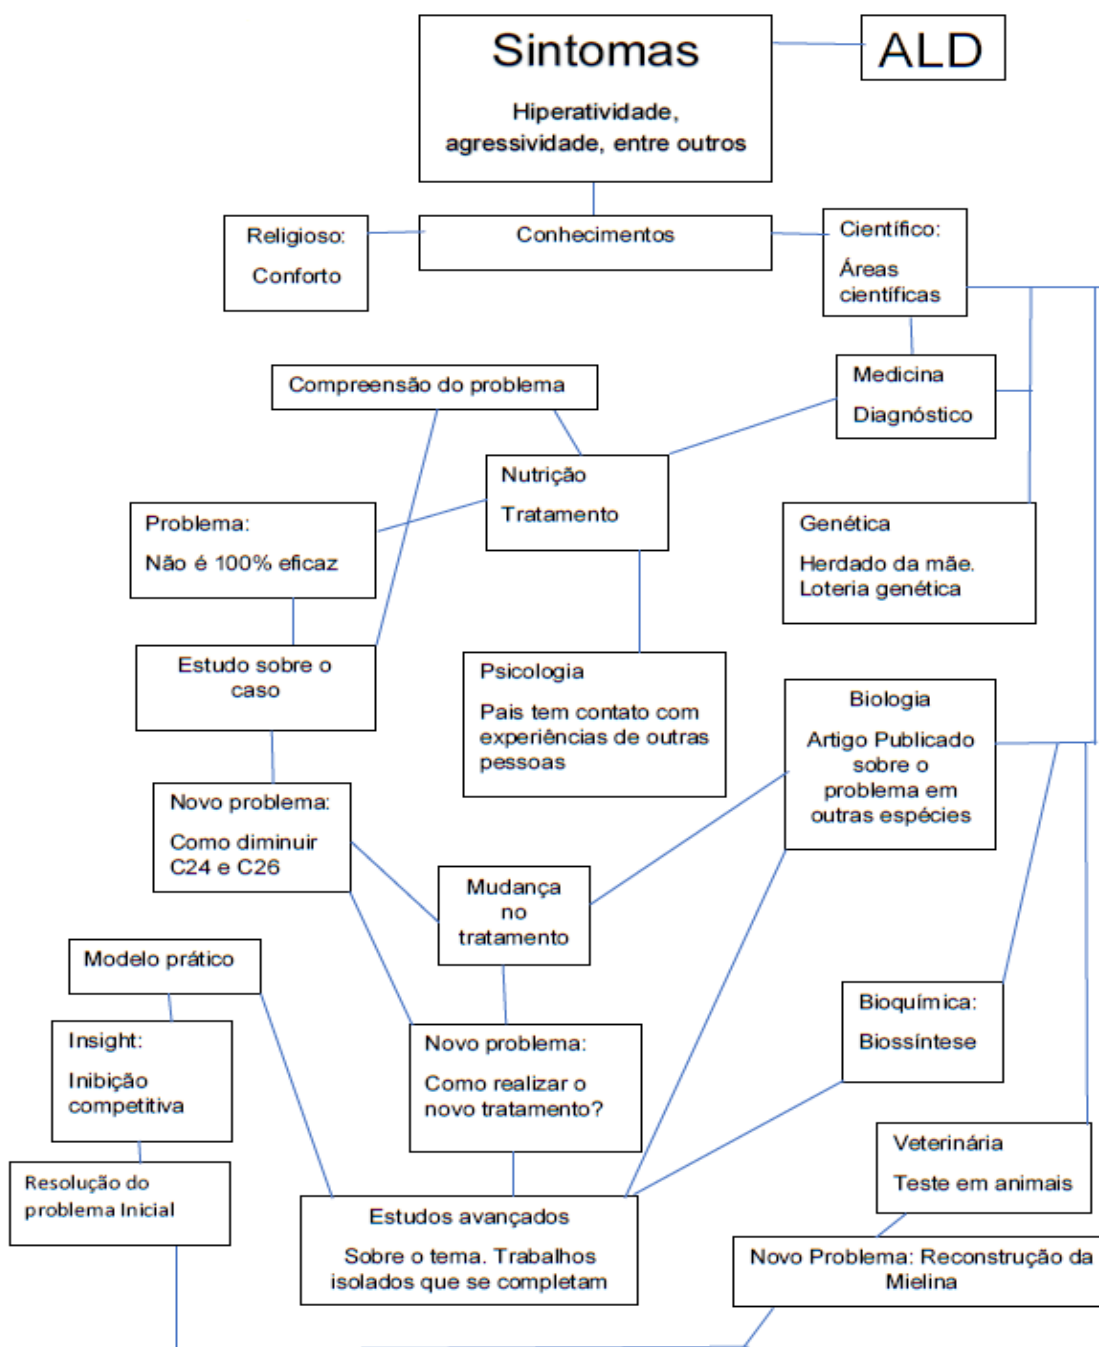 Sintomas
Hiperatividade,
agressividade, entre outros
ALD
Religioso:
Conforto
Conhecimentos
Científico:
Áreas
científicas
Compreensão do problema
Medicina
Diagnóstico
Nutrição
Tratamento
Problema:
Não é 100% eficaz
Genética
Herdado da mãe.
Loteria genética
Estudo sobre o
caso
Psicologia
Pais tem contato com
experiências de outras
pessoas
Biologia
Artigo Publicado
sobre o
problema em
outras espécies
Novo problema:
Como diminuir
C24 e C26
Mudança
no
tratamento
Modelo prático
Bioquímica:
Biossíntese
Insight:
Inibição
competitiva
Novo problema:
Como realizar o
novo tratamento?
Veterinária
Teste em animais
Resolução do
problema Inicial
Estudos avançados
Sobre o tema. Trabalhos
isolados que se completam
Novo Problema: Reconstrução da
Mielina